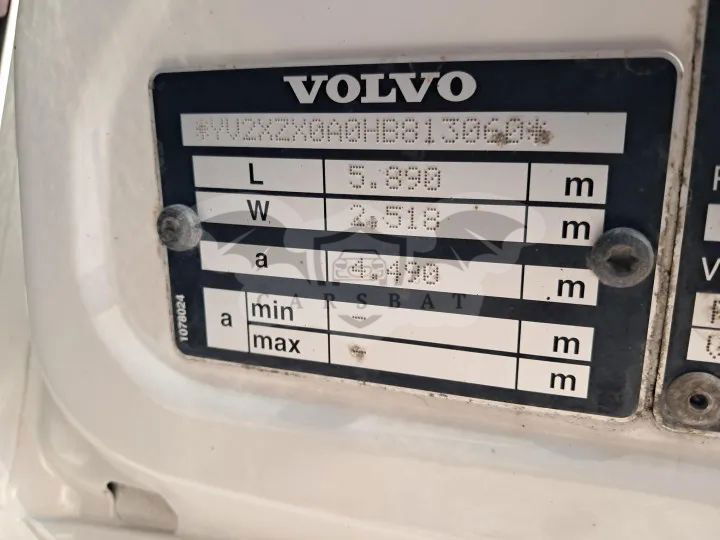 VOLVO
*YV2XZX0A0HB813060*
L 5.890 m
W 2.518 m
a 4.490 m
a min – m
max – m
1078024
CARSBAT